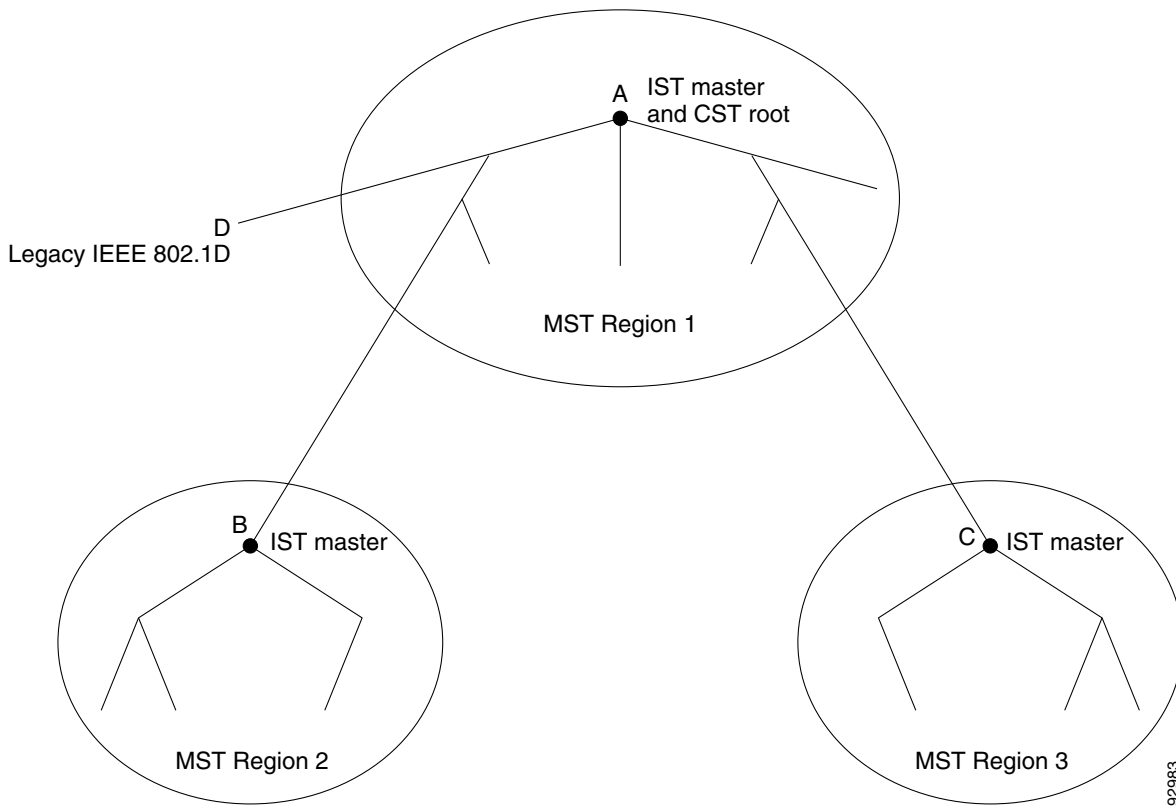 A
IST master
and CST root
D
Legacy IEEE 802.1D
MST Region 1
B
IST master
C
IST master
MST Region 2
MST Region 3
92983